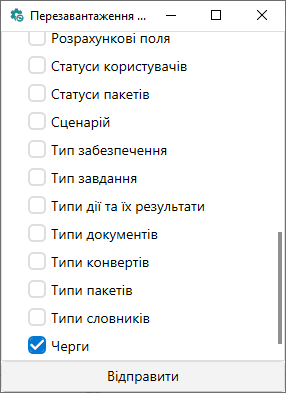 Перезавантаження ...
Розрахункові поля
Статуси користувачів
Статуси пакетів
Сценарій
Тип забезпечення
Тип завдання
Типи дії та їх результати
Типи документів
Типи конвертів
Типи пакетів
Типи словників
Черги
Відправити